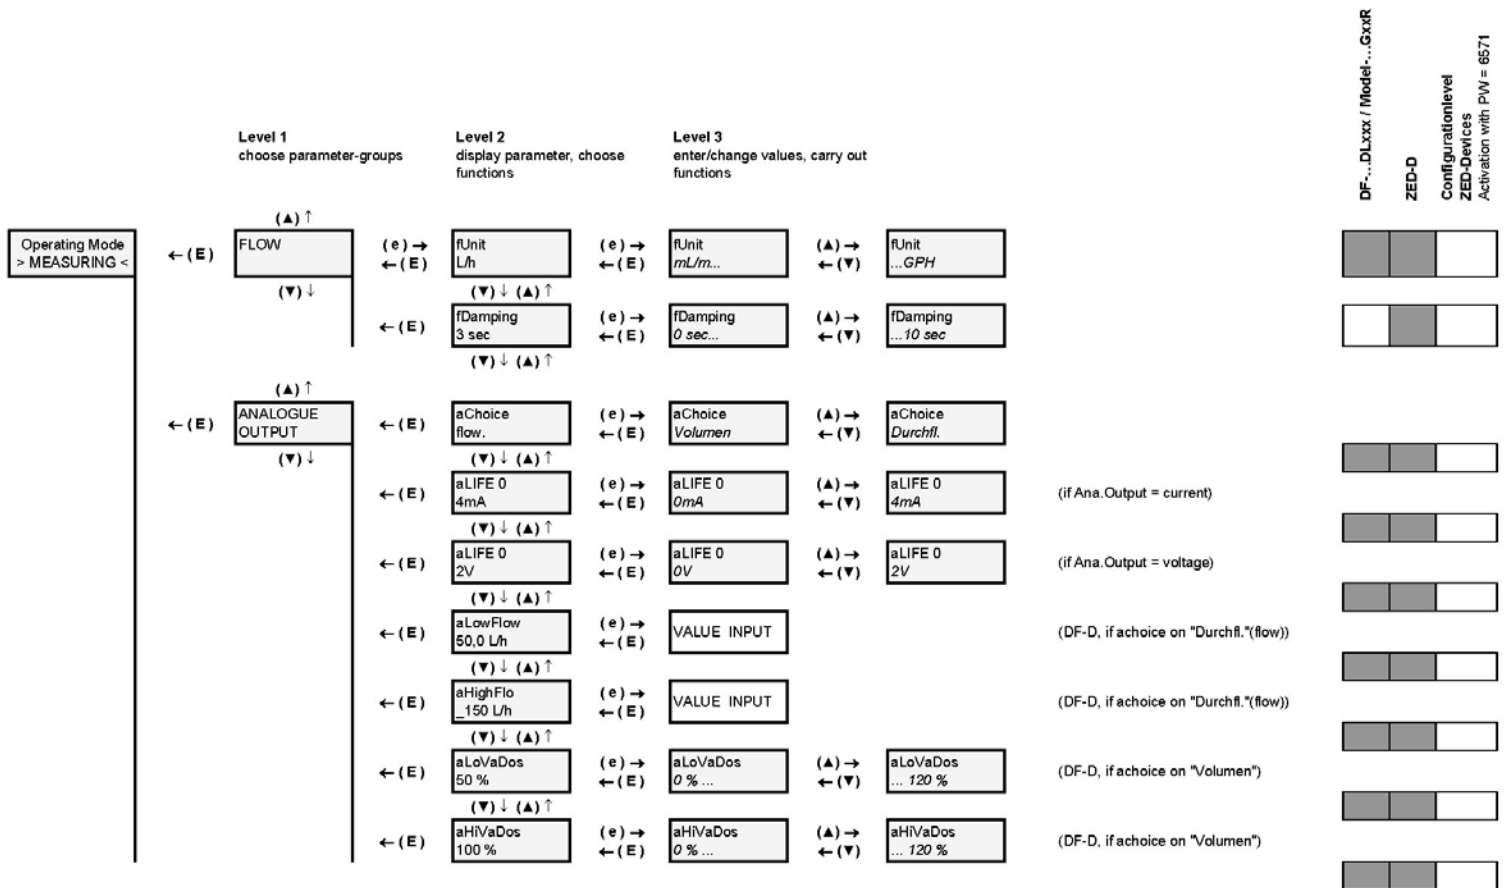 DF-...DLxxx / Model-...GxxR
ZED-D
Configurationlevel
ZED-Devices
Activation with PW = 6571
Level 1
choose parameter-groups
Level 2
display parameter, choose
functions
Level 3
enter/change values, carry out
functions
(▲) ↑
Operating Mode
> MEASURING <
← (E)
FLOW
(e) →
← (E)
fUnit
L/h
(e) →
← (E)
fUnit
mL/m...
(▲) →
← (▼)
fUnit
...GPH
(▼) ↓
(▼) ↓ (▲) ↑
← (E)
fDamping
3 sec
(e) →
← (E)
fDamping
0 sec...
(▲) →
← (▼)
fDamping
...10 sec
(▼) ↓ (▲) ↑
(▲) ↑
← (E)
ANALOGUE
OUTPUT
← (E)
aChoice
flow.
(e) →
← (E)
aChoice
Volumen
(▲) →
← (▼)
aChoice
Durchfl.
(▼) ↓
(▼) ↓ (▲) ↑
← (E)
aLIFE 0
4mA
(e) →
← (E)
aLIFE 0
0mA
(▲) →
← (▼)
aLIFE 0
4mA
(if Ana.Output = current)
(▼) ↓ (▲) ↑
← (E)
aLIFE 0
2V
(e) →
← (E)
aLIFE 0
0V
(▲) →
← (▼)
aLIFE 0
2V
(if Ana.Output = voltage)
(▼) ↓ (▲) ↑
← (E)
aLowFlow
50,0 L/h
(e) →
← (E)
VALUE INPUT
(DF-D, if achoice on "Durchfl."(flow))
(▼) ↓ (▲) ↑
← (E)
aHighFlo
_150 L/h
(e) →
← (E)
VALUE INPUT
(DF-D, if achoice on "Durchfl."(flow))
(▼) ↓ (▲) ↑
← (E)
aLoVaDos
50 %
(e) →
← (E)
aLoVaDos
0 % ...
(▲) →
← (▼)
aLoVaDos
... 120 %
(DF-D, if achoice on "Volumen")
(▼) ↓ (▲) ↑
← (E)
aHiVaDos
100 %
(e) →
← (E)
aHiVaDos
0 % ...
(▲) →
← (▼)
aHiVaDos
... 120 %
(DF-D, if achoice on "Volumen")